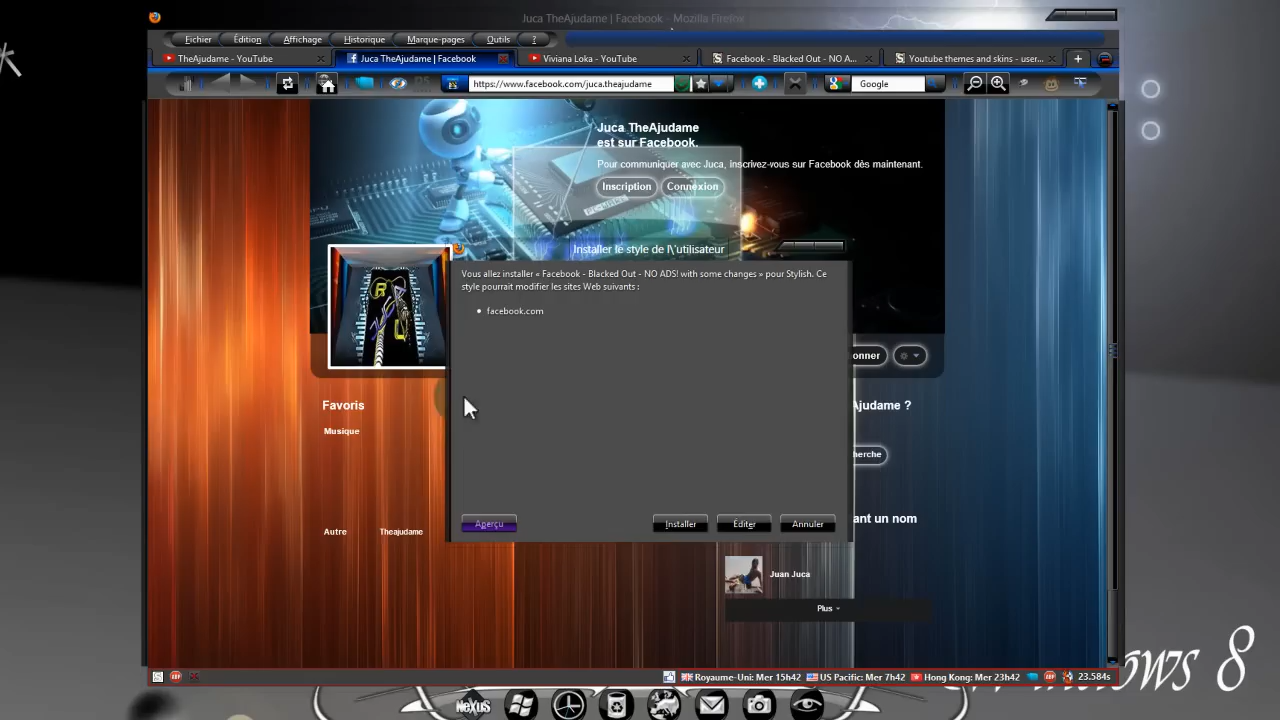 Juca TheAjudame | Facebook - Mozilla Firefox
Fichier Édition Affichage Historique Marque-pages Outils ?
TheAjudame - YouTube Juca TheAjudame | Facebook Viviana Loka - YouTube Facebook - Blacked Out - NO A... Youtube themes and skins - user...
https://www.facebook.com/juca.theajudame Google
Juca TheAjudame
est sur Facebook.
Pour communiquer avec Juca, inscrivez-vous sur Facebook dès maintenant.
Inscription Connexion
Installer le style de l\'utilisateur
Vous allez installer « Facebook - Blacked Out - NO ADS! with some changes » pour Stylish. Ce
style pourrait modifier les sites Web suivants :
facebook.com
onner
Favoris
Ajudame ?
Musique
herche
Aperçu Installer Éditer Annuler
ant un nom
Autre Theajudame
Juan Juca
Plus
Royaume-Uni: Mer 15h42 US Pacific: Mer 7h42 Hong Kong: Mer 23h42 23.584s
ndows 8
Nexus